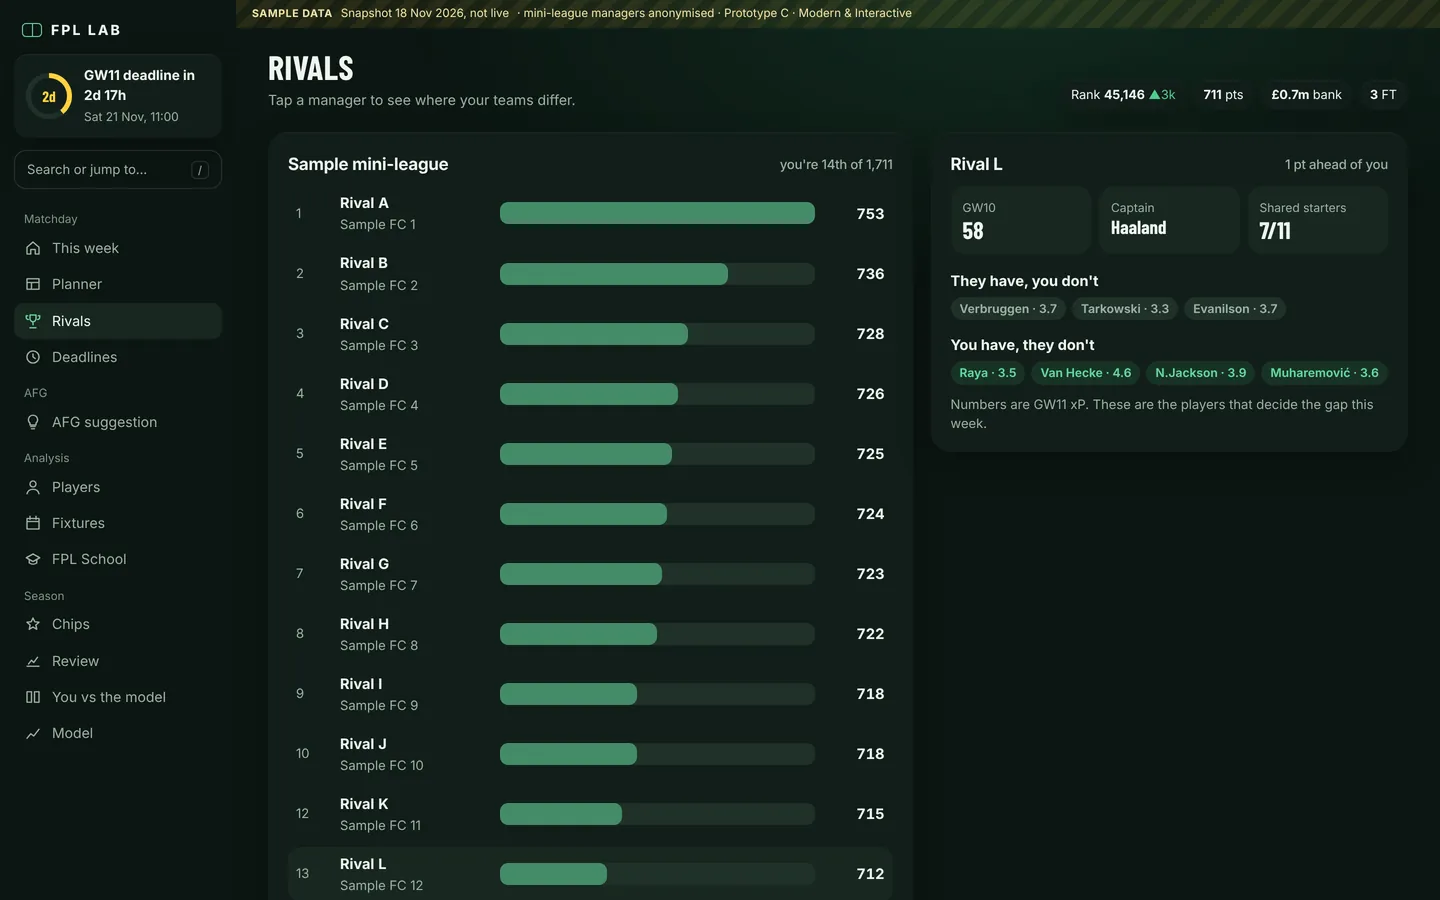 FPL LAB
GW11 deadline in
2d 17h
2d
Sat 21 Nov, 11:00
Search or jump to...
/
Matchday
This week
Planner
Rivals
Deadlines
AFG
AFG suggestion
Analysis
Players
Fixtures
FPL School
Season
Chips
Review
You vs the model
Model
SAMPLE DATA Snapshot 18 Nov 2026, not live · mini-league managers anonymised · Prototype C · Modern & Interactive
RIVALS
Tap a manager to see where your teams differ.
Rank 45,146 ▲3k
711 pts
£0.7m bank
3 FT
Sample mini-league
you're 14th of 1,711
1 Rival A 753
Sample FC 1
2 Rival B 736
Sample FC 2
3 Rival C 728
Sample FC 3
4 Rival D 726
Sample FC 4
5 Rival E 725
Sample FC 5
6 Rival F 724
Sample FC 6
7 Rival G 723
Sample FC 7
8 Rival H 722
Sample FC 8
9 Rival I 718
Sample FC 9
10 Rival J 718
Sample FC 10
12 Rival K 715
Sample FC 11
13 Rival L 712
Sample FC 12
Rival L
1 pt ahead of you
GW10
58
Captain
Haaland
Shared starters
7/11
They have, you don't
Verbruggen · 3.7 Tarkowski · 3.3 Evanilson · 3.7
You have, they don't
Raya · 3.5 Van Hecke · 4.6 N.Jackson · 3.9 Muharemović · 3.6
Numbers are GW11 xP. These are the players that decide the gap this
week.